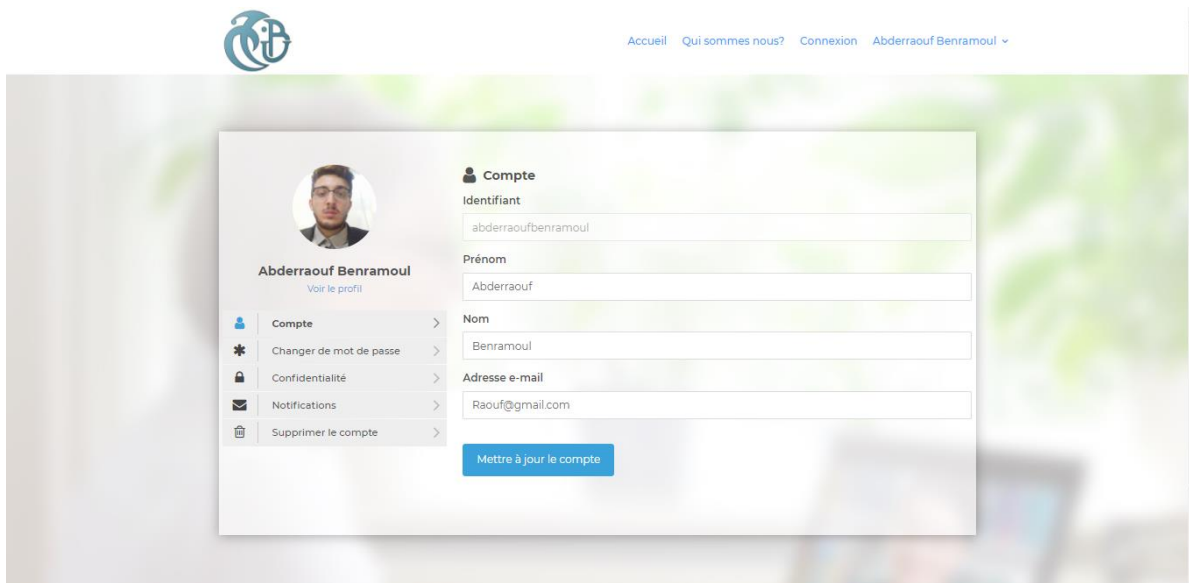 Accueil Qui sommes nous? Connexion Abderraouf Benramoul
Abderraouf Benramoul
Voir le profil
Compte
Changer de mot de passe
Confidentialité
Notifications
Supprimer le compte
Compte
Identifiant
abderraoufbenramoul
Prénom
Abderraouf
Nom
Benramoul
Adresse e-mail
Raouf@gmail.com
Mettre à jour le compte